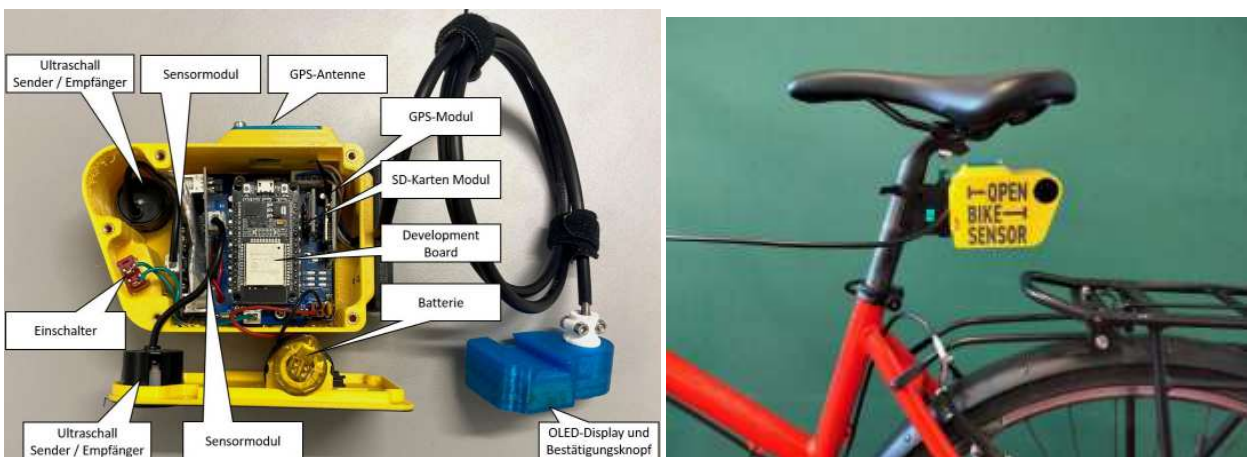 Ultraschall
Sender / Empfänger
Sensormodul
GPS-Antenne
GPS-Modul
SD-Karten Modul
Development
Board
Batterie
Einschalter
Ultraschall
Sender / Empfänger
Sensormodul
OLED-Display und
Bestätigungsknopf
OPEN
BIKE
SENSOR